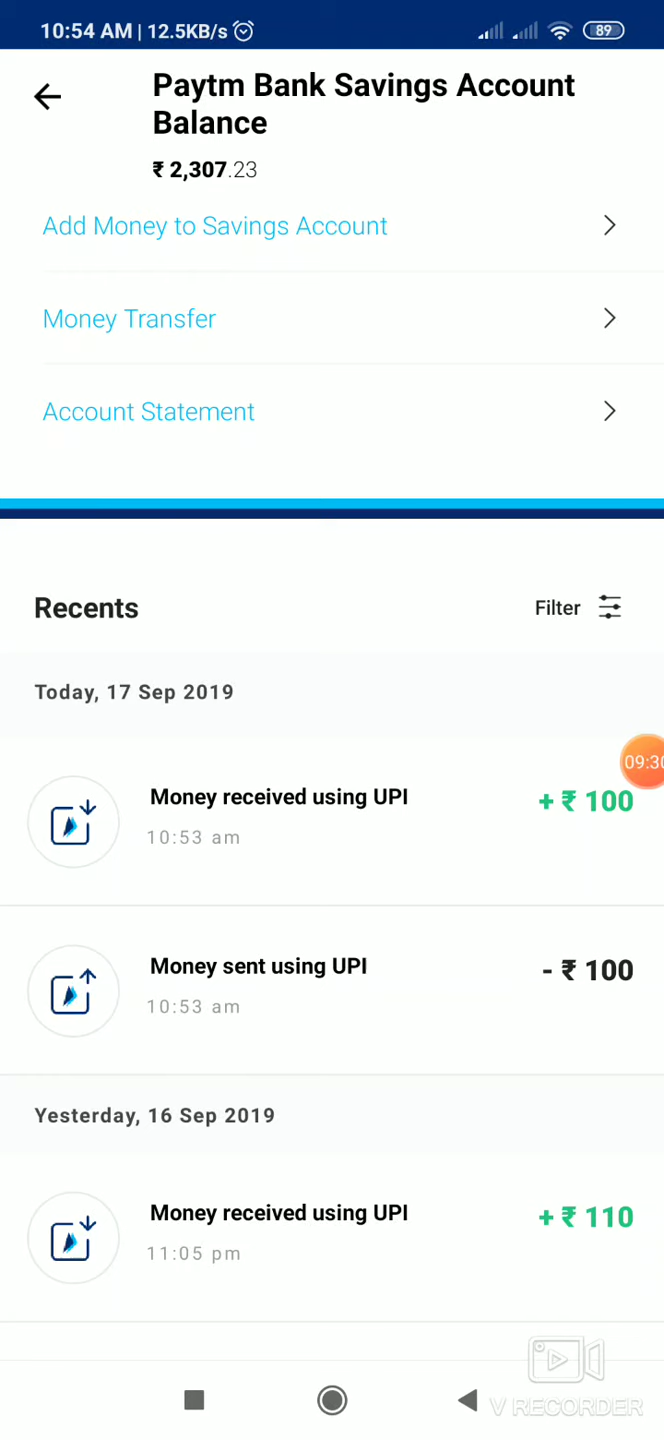 10:54 AM | 12.5KB/s
89
Paytm Bank Savings Account
Balance
₹ 2,307.23
Add Money to Savings Account
Money Transfer
Account Statement
Recents
Filter
Today, 17 Sep 2019
09:30
Money received using UPI
+ ₹ 100
10:53 am
Money sent using UPI
- ₹ 100
10:53 am
Yesterday, 16 Sep 2019
Money received using UPI
+ ₹ 110
11:05 pm
V RECORDER